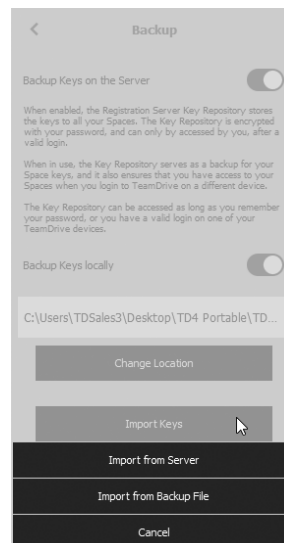 Backup
Backup Keys on the Server
When enabled, the Registration Server Key Repository stores
the keys to all your Spaces. The Key Repository is encrypted
with your password, and can only by accessed by you, after a
valid login.
When in use, the Key Repository serves as a backup for your
Space keys, and it also ensures that you have access to your
Spaces when you login to TeamDrive on a different device.
The Key Repository can be accessed as long as you remember
your password, or you have a valid login on one of your
TeamDrive devices.
Backup Keys locally
C:\Users\TDSales3\Desktop\TD4 Portable\TD...
Change Location
Import Keys
Import from Server
Import from Backup File
Cancel